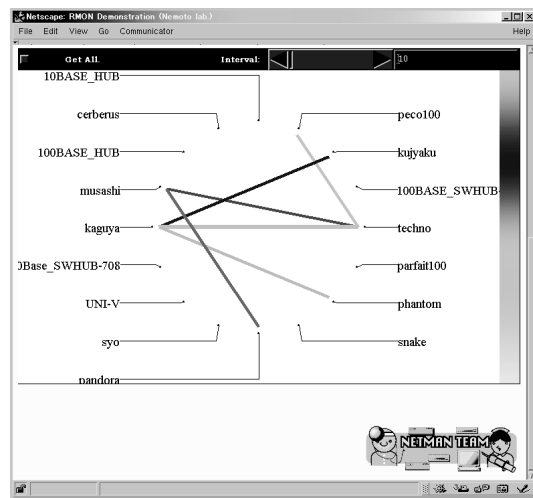 Netscape: RMON Demonstration (Nemoto lab.)
File Edit View Go Communicator Help
Get All. Interval: 10
10BASE_HUB
cerberus
peco100
100BASE_HUB
kujyaku
musashi
100BASE_SWHUB-
kaguya
techno
0Base_SWHUB-708
parfait100
UNI-V
phantom
syo
snake
pandora
NETMAN TEAM